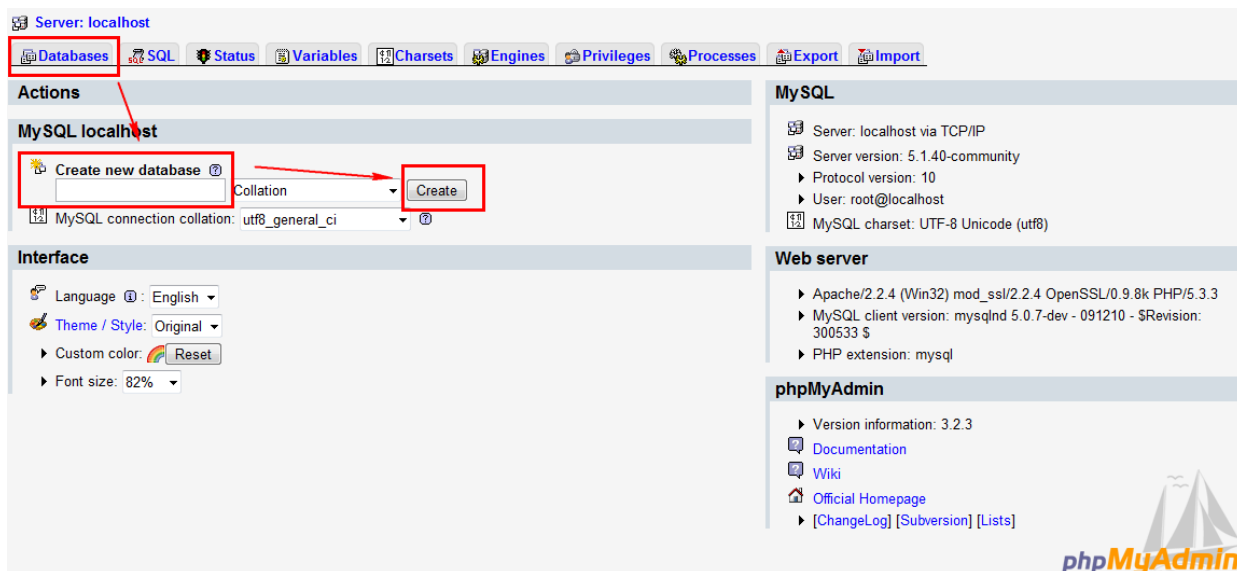 Server: localhost
Databases SQL Status Variables Charsets Engines Privileges Processes Export Import
Actions
MySQL localhost
Create new database
Collation Create
MySQL connection collation: utf8_general_ci
Interface
Language : English
Theme / Style: Original
Custom color: Reset
Font size: 82%
MySQL
Server: localhost via TCP/IP
Server version: 5.1.40-community
Protocol version: 10
User: root@localhost
MySQL charset: UTF-8 Unicode (utf8)
Web server
Apache/2.2.4 (Win32) mod_ssl/2.2.4 OpenSSL/0.9.8k PHP/5.3.3
MySQL client version: mysqlnd 5.0.7-dev - 091210 - $Revision:
300533 $
PHP extension: mysql
phpMyAdmin
Version information: 3.2.3
Documentation
Wiki
Official Homepage
[ChangeLog] [Subversion] [Lists]
phpMyAdmin